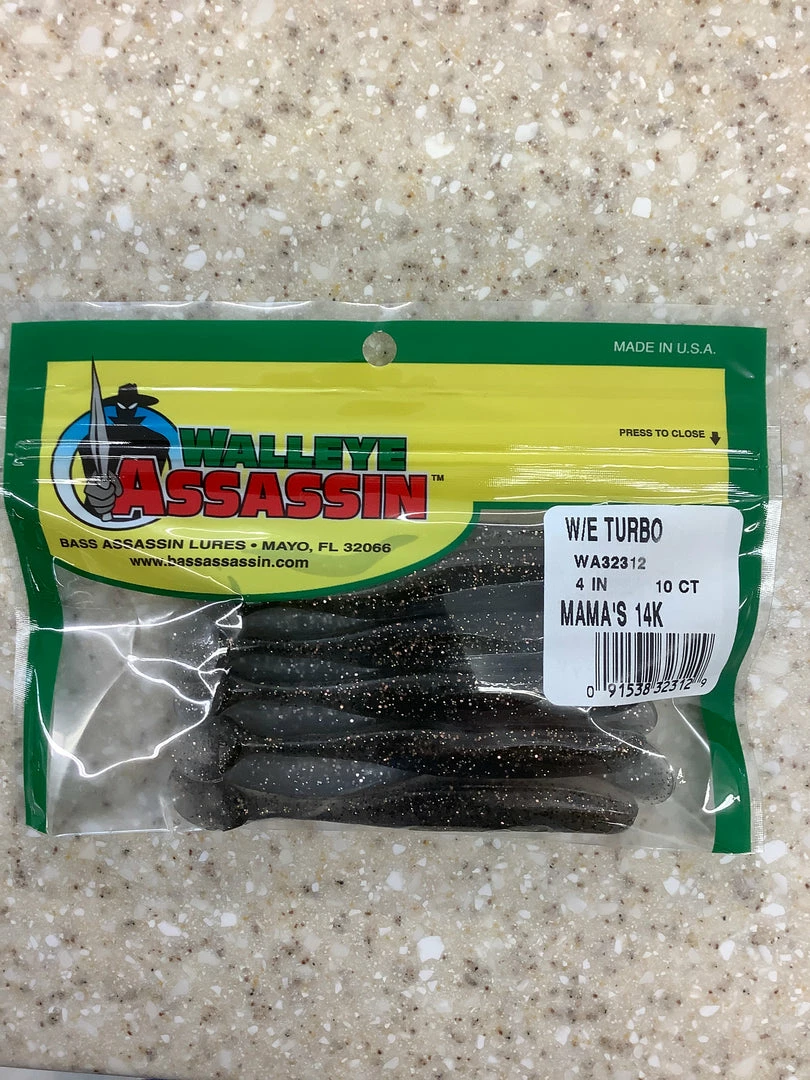 MADE IN U.S.A.
PRESS TO CLOSE
WALLEYE
ASSASSIN™
BASS ASSASSIN LURES • MAYO, FL 32066
www.bassassassin.com
W/E TURBO
WA32312
4 IN 10 CT
MAMA'S 14K
0 91538 32312 9